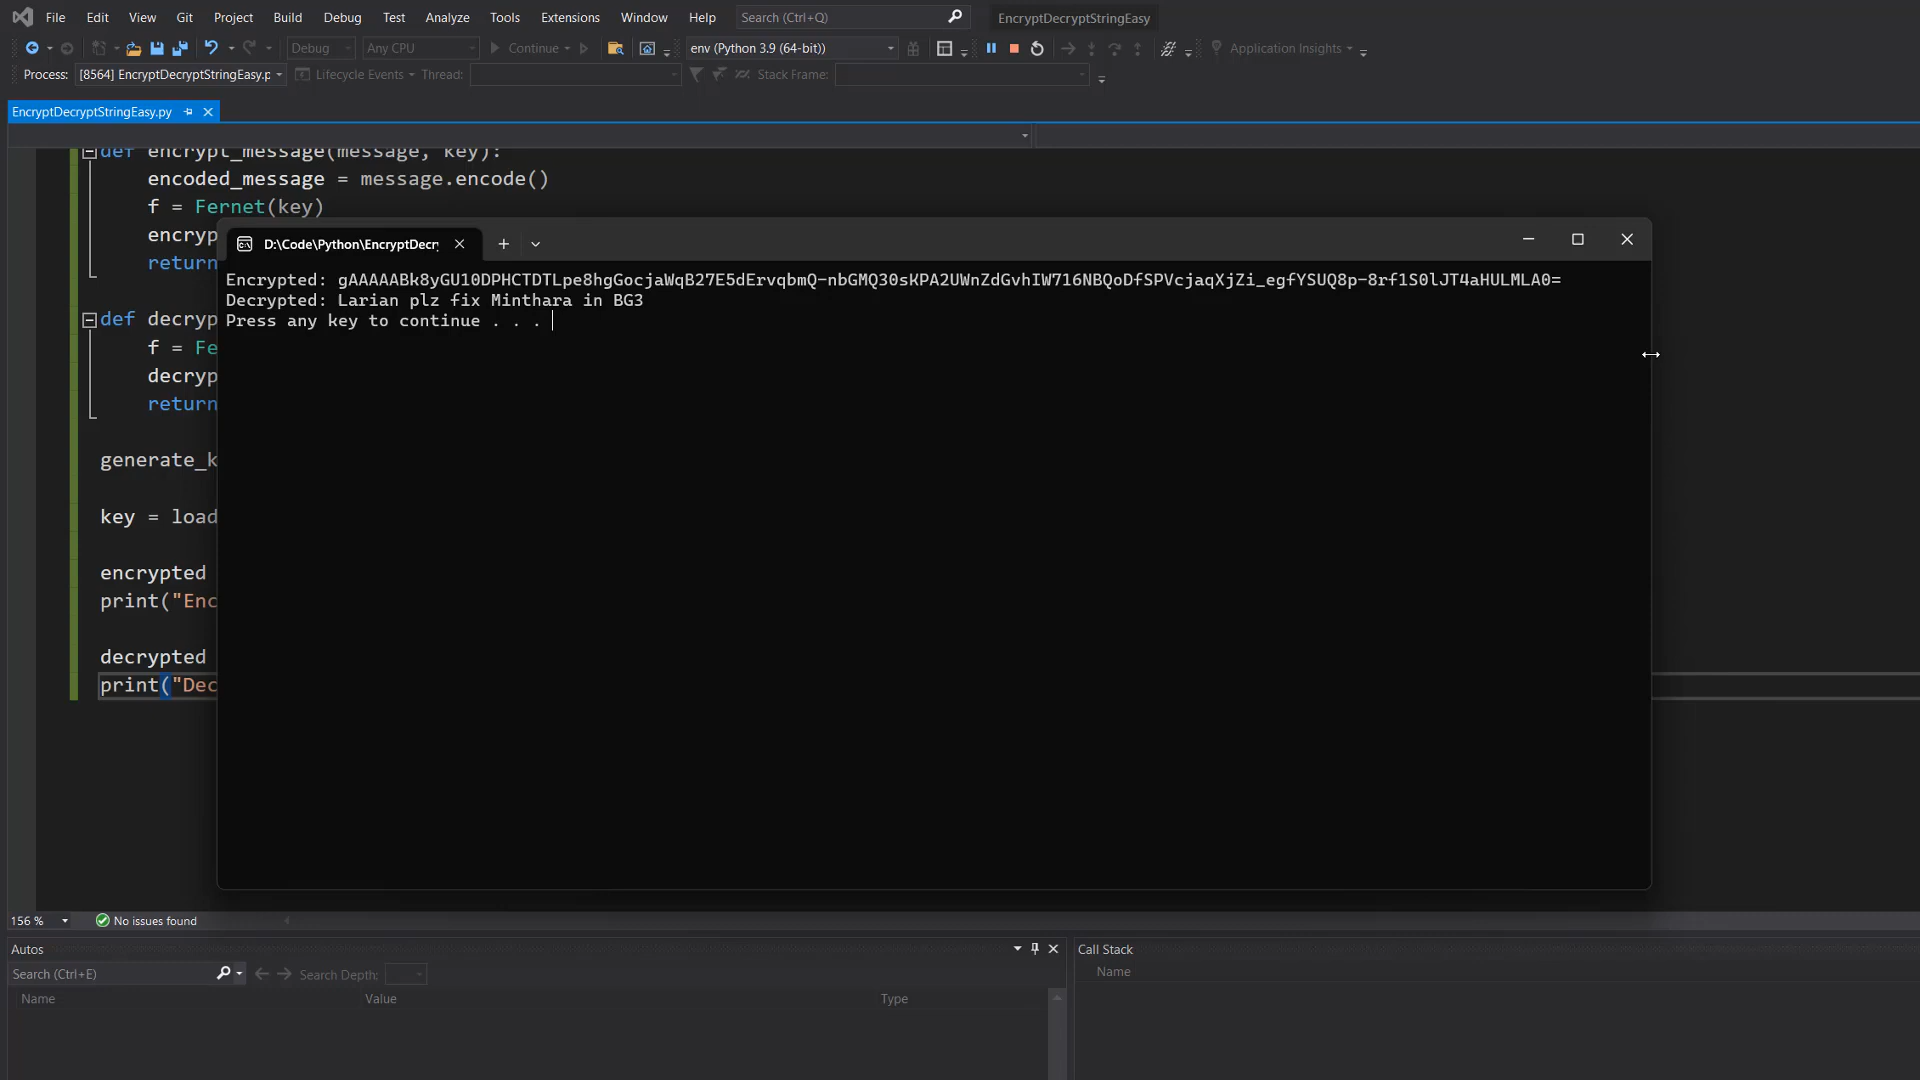 File Edit View Git Project Build Debug Test Analyze Tools Extensions Window Help Search (Ctrl+Q) EncryptDecryptStringEasy
Debug Any CPU Continue env (Python 3.9 (64-bit)) Application Insights
Process: [8564] EncryptDecryptStringEasy.p Lifecycle Events Thread: Stack Frame:
EncryptDecryptStringEasy.py
def encrypt_message(message, key):
encoded_message = message.encode()
f = Fernet(key)
encryp
return
def decryp
f = Fe
decryp
return
generate_k
key = load
encrypted
print("Enc
decrypted
print("Dec
D:\Code\Python\EncryptDecr
Encrypted: gAAAAABk8yGU10DPHCTDTLpe8hgGocjaWqB27E5dErvqbmQ-nbGMQ30sKPA2UWnZdGvhIW716NBQoDfSPVcjaqXjZi_egfYSUQ8p-8rf1S0lJT4aHULMLA0=
Decrypted: Larian plz fix Minthara in BG3
Press any key to continue . . .
156 % No issues found
Autos
Search (Ctrl+E) Search Depth:
Name Value Type
Call Stack
Name